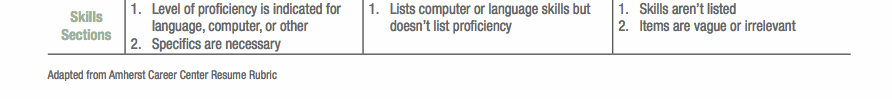 Skills
Sections
1. Level of proficiency is indicated for
language, computer, or other
2. Specifics are necessary
1. Lists computer or language skills but
doesn't list proficiency
1. Skills aren't listed
2. Items are vague or irrelevant
Adapted from Amherst Career Center Resume Rubric